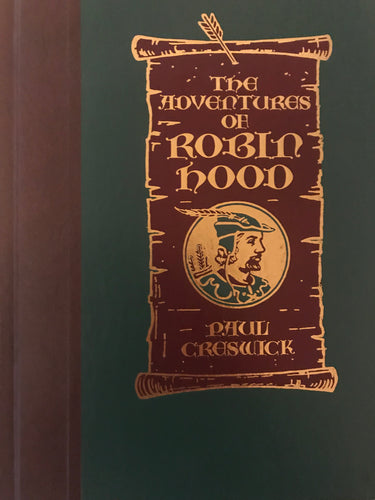 THE
ADVENTURES
OF
ROBIN
HOOD
PAUL
CRESWICK